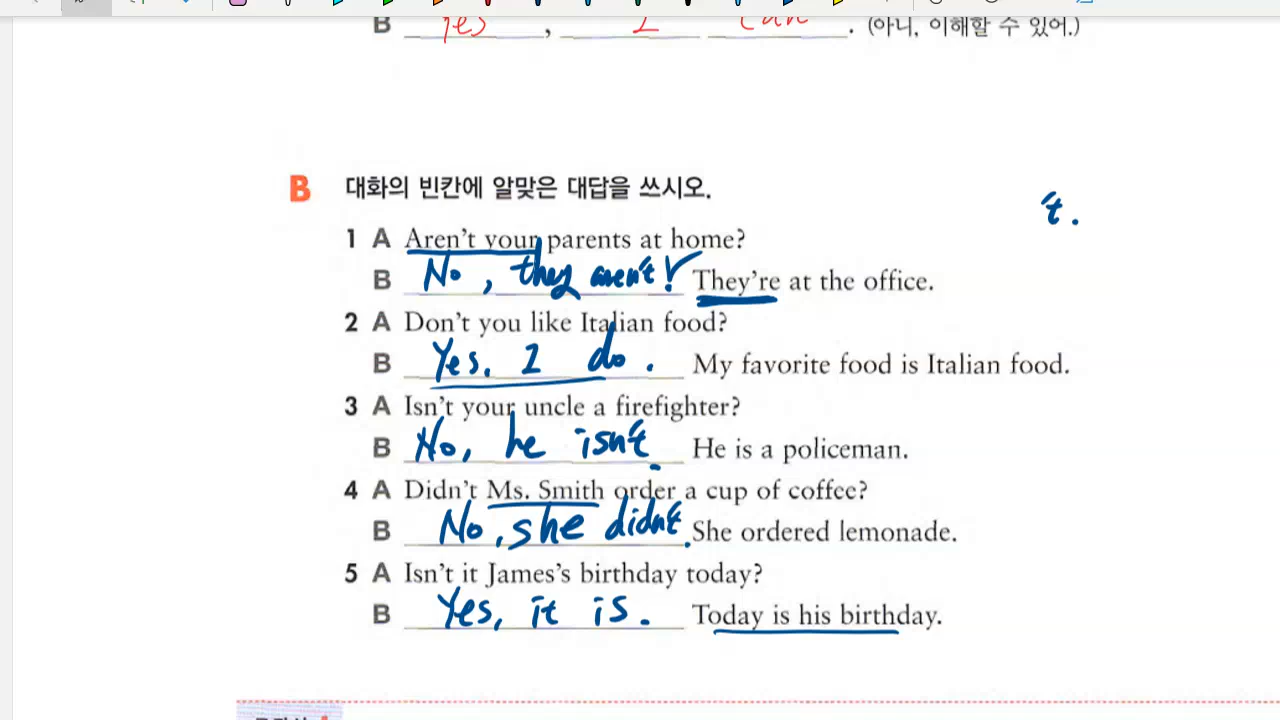 B Yes, I can. (아니, 이해할 수 있어.)
B 대화의 빈칸에 알맞은 대답을 쓰시오.
't.
1 A Aren't your parents at home?
B No, they aren't! They're at the office.
2 A Don't you like Italian food?
B Yes. I do. My favorite food is Italian food.
3 A Isn't your uncle a firefighter?
B No, he isn't. He is a policeman.
4 A Didn't Ms. Smith order a cup of coffee?
B No, she didn't. She ordered lemonade.
5 A Isn't it James's birthday today?
B Yes, it is. Today is his birthday.